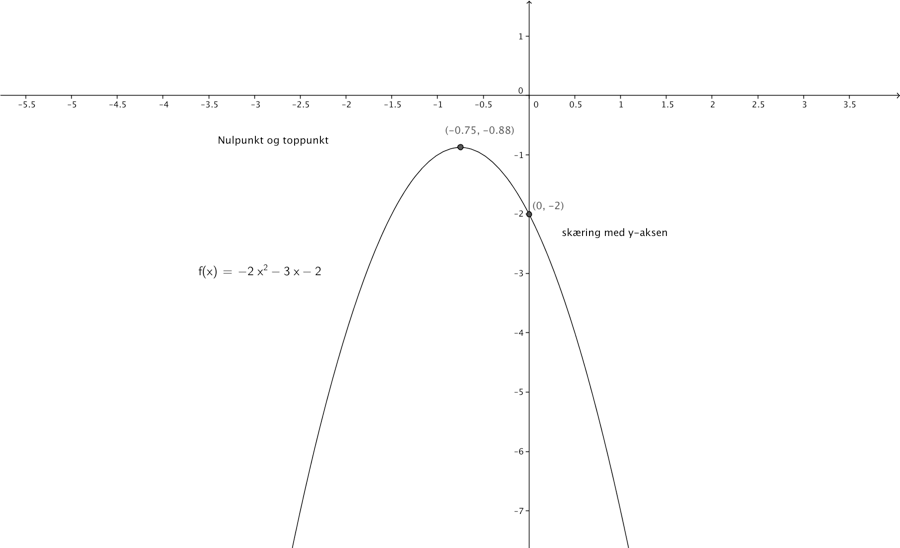 1
0
-5.5 -5 -4.5 -4 -3.5 -3 -2.5 -2 -1.5 -1 -0.5 0 0.5 1 1.5 2 2.5 3 3.5
(-0.75, -0.88)
Nulpunkt og toppunkt
-1
(0, -2)
-2
skæring med y-aksen
f(x) = −2 x² − 3 x − 2
-3
-4
-5
-6
-7